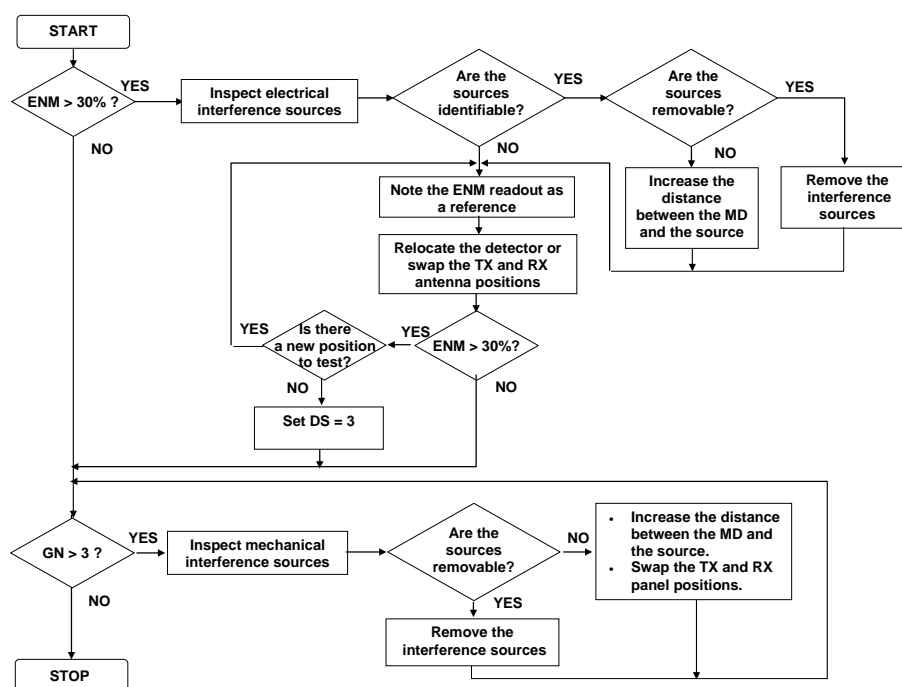 START
ENM > 30% ?
YES
NO
Inspect electrical
interference sources
Are the
sources
identifiable?
YES
NO
Are the
sources
removable?
YES
NO
Increase the
distance
between the MD
and the source
Remove the
interference
sources
Note the ENM readout as
a reference
Relocate the detector or
swap the TX and RX
antenna positions
ENM > 30%?
YES
NO
Is there
a new position
to test?
YES
NO
Set DS = 3
GN > 3 ?
YES
NO
Inspect mechanical
interference sources
Are the
sources
removable?
NO
YES
• Increase the distance
between the MD and
the source.
• Swap the TX and RX
panel positions.
Remove the
interference sources
STOP